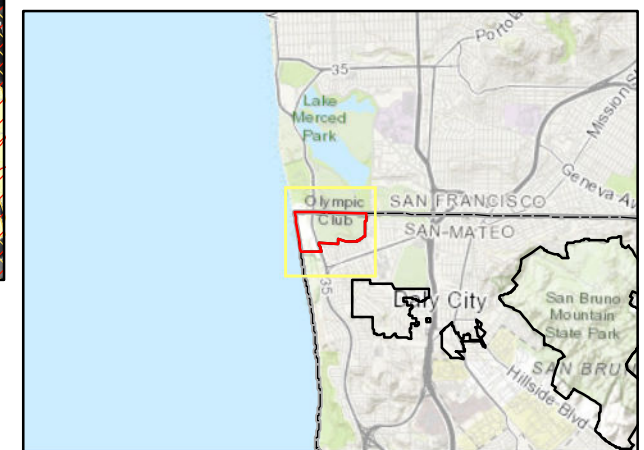 35
Lake
Merced
Park
Mission
Geneva Av
Olympic
Club
SAN FRANCISCO
SAN-MATEO
35
Daly City
San Bruno
Mountain
State Park
SAN BRU
Hillside-Blvd